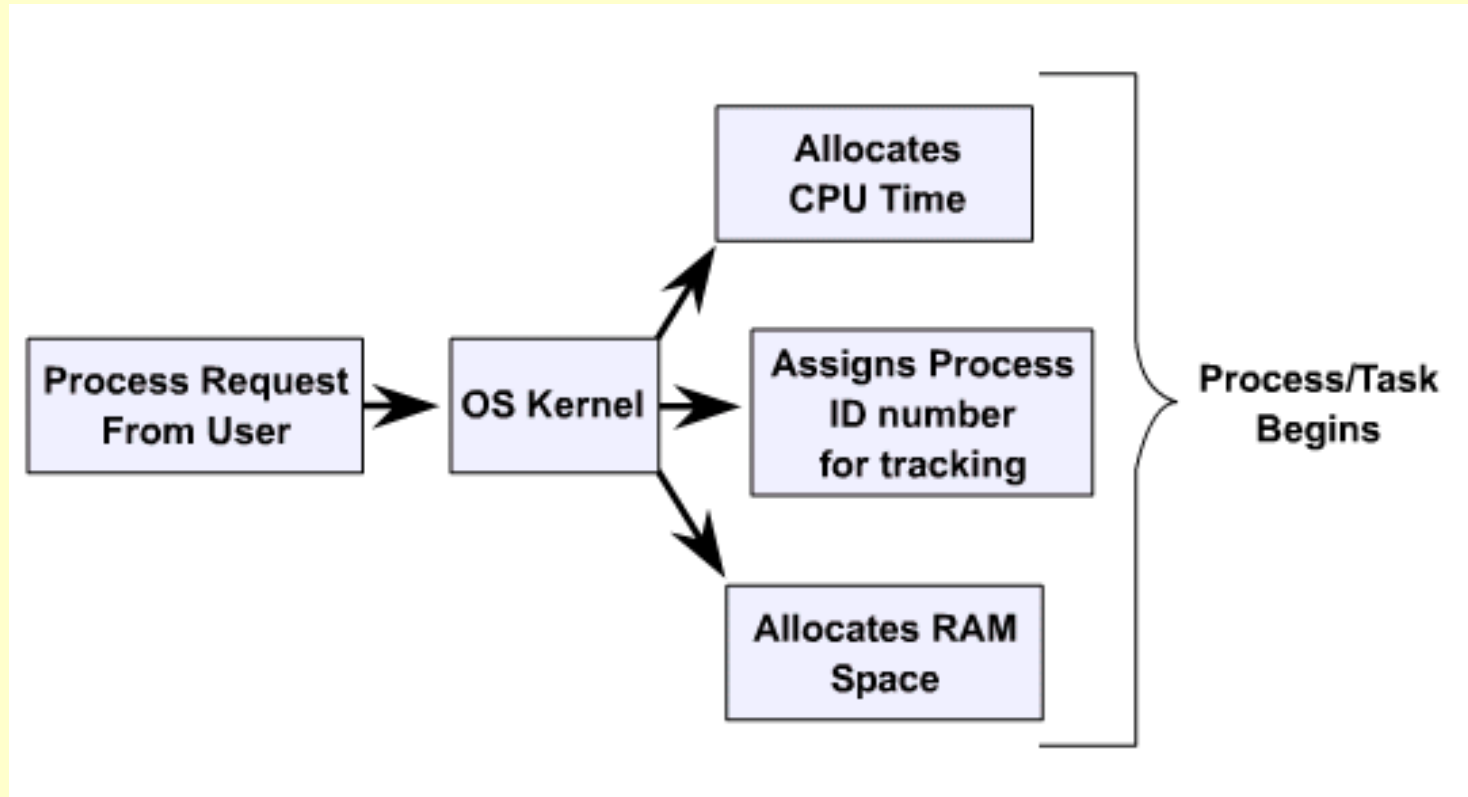 Process Request
From User
OS Kernel
Allocates
CPU Time
Assigns Process
ID number
for tracking
Allocates RAM
Space
Process/Task
Begins